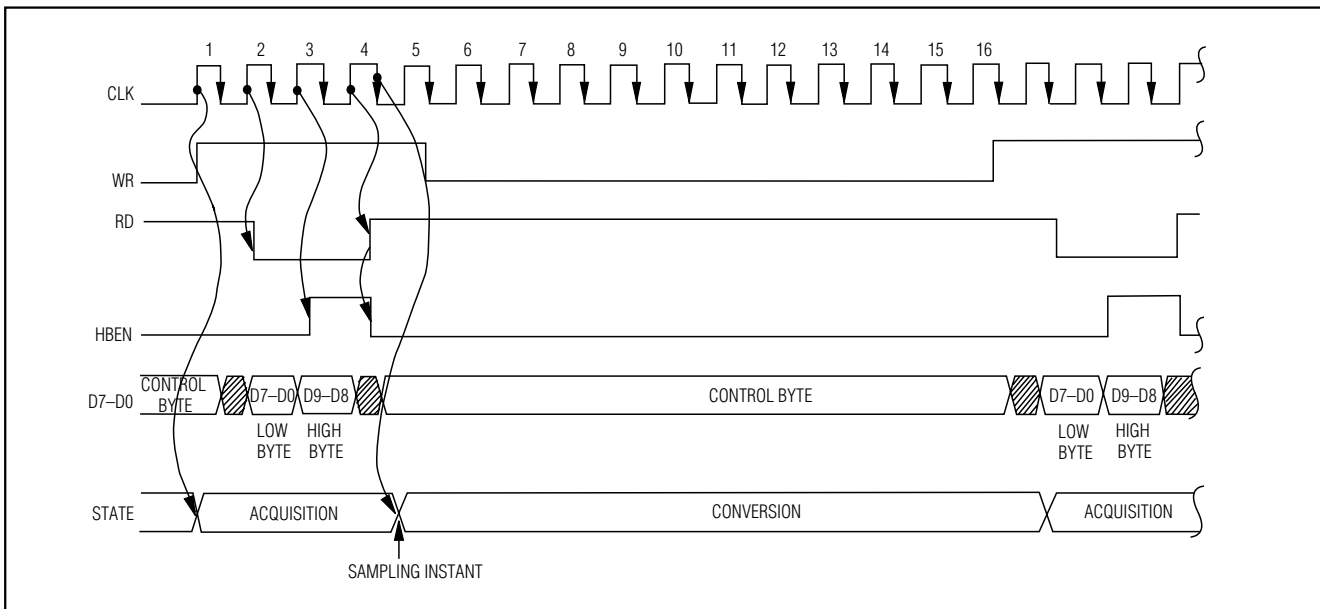 1 2 3 4 5 6 7 8 9 10 11 12 13 14 15 16
CLK
WR
RD
HBEN
D7–D0
CONTROL
BYTE
D7–D0
D9–D8
CONTROL BYTE
D7–D0
D9–D8
LOW
BYTE
HIGH
BYTE
LOW
BYTE
HIGH
BYTE
STATE
ACQUISITION
CONVERSION
ACQUISITION
SAMPLING INSTANT